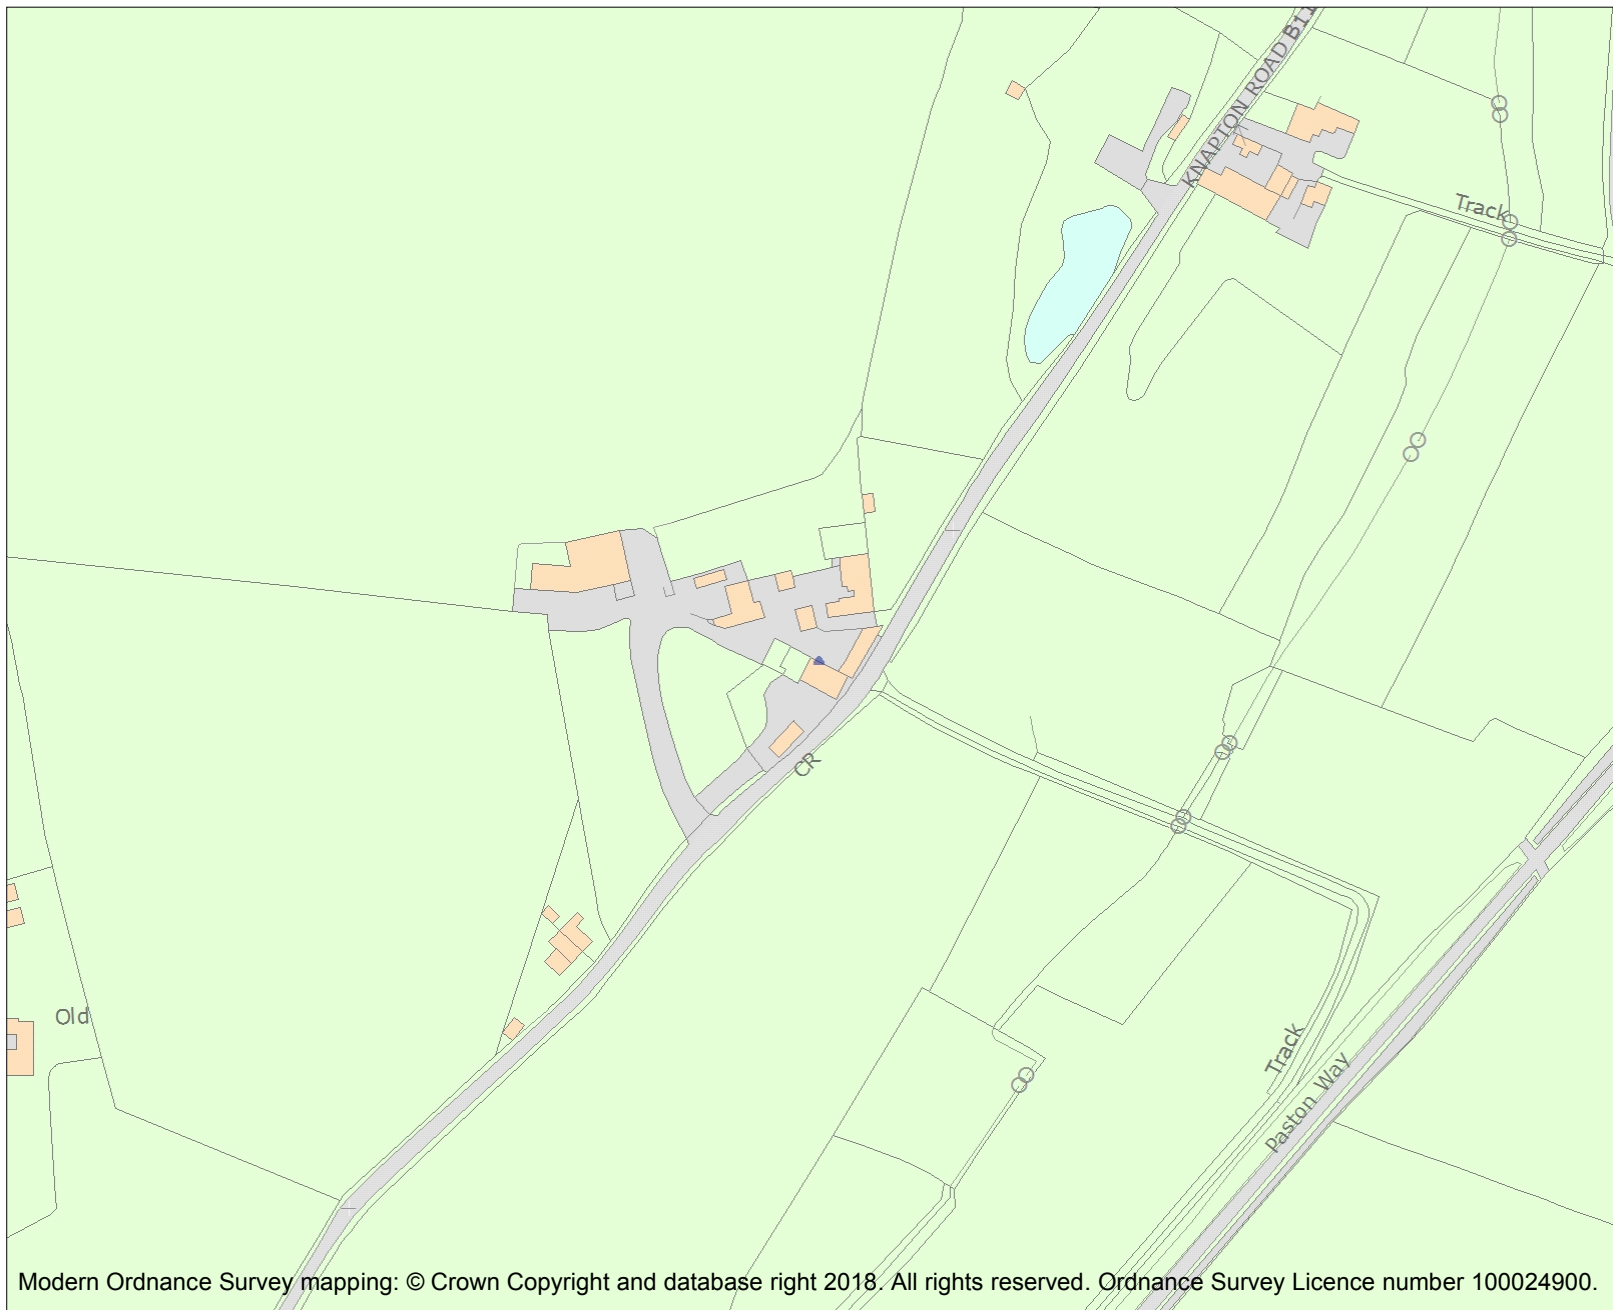 KNAPTON ROAD B11
Track
CR
Old
Track
Paston Way
Modern Ordnance Survey mapping: © Crown Copyright and database right 2018. All rights reserved. Ordnance Survey Licence number 100024900.